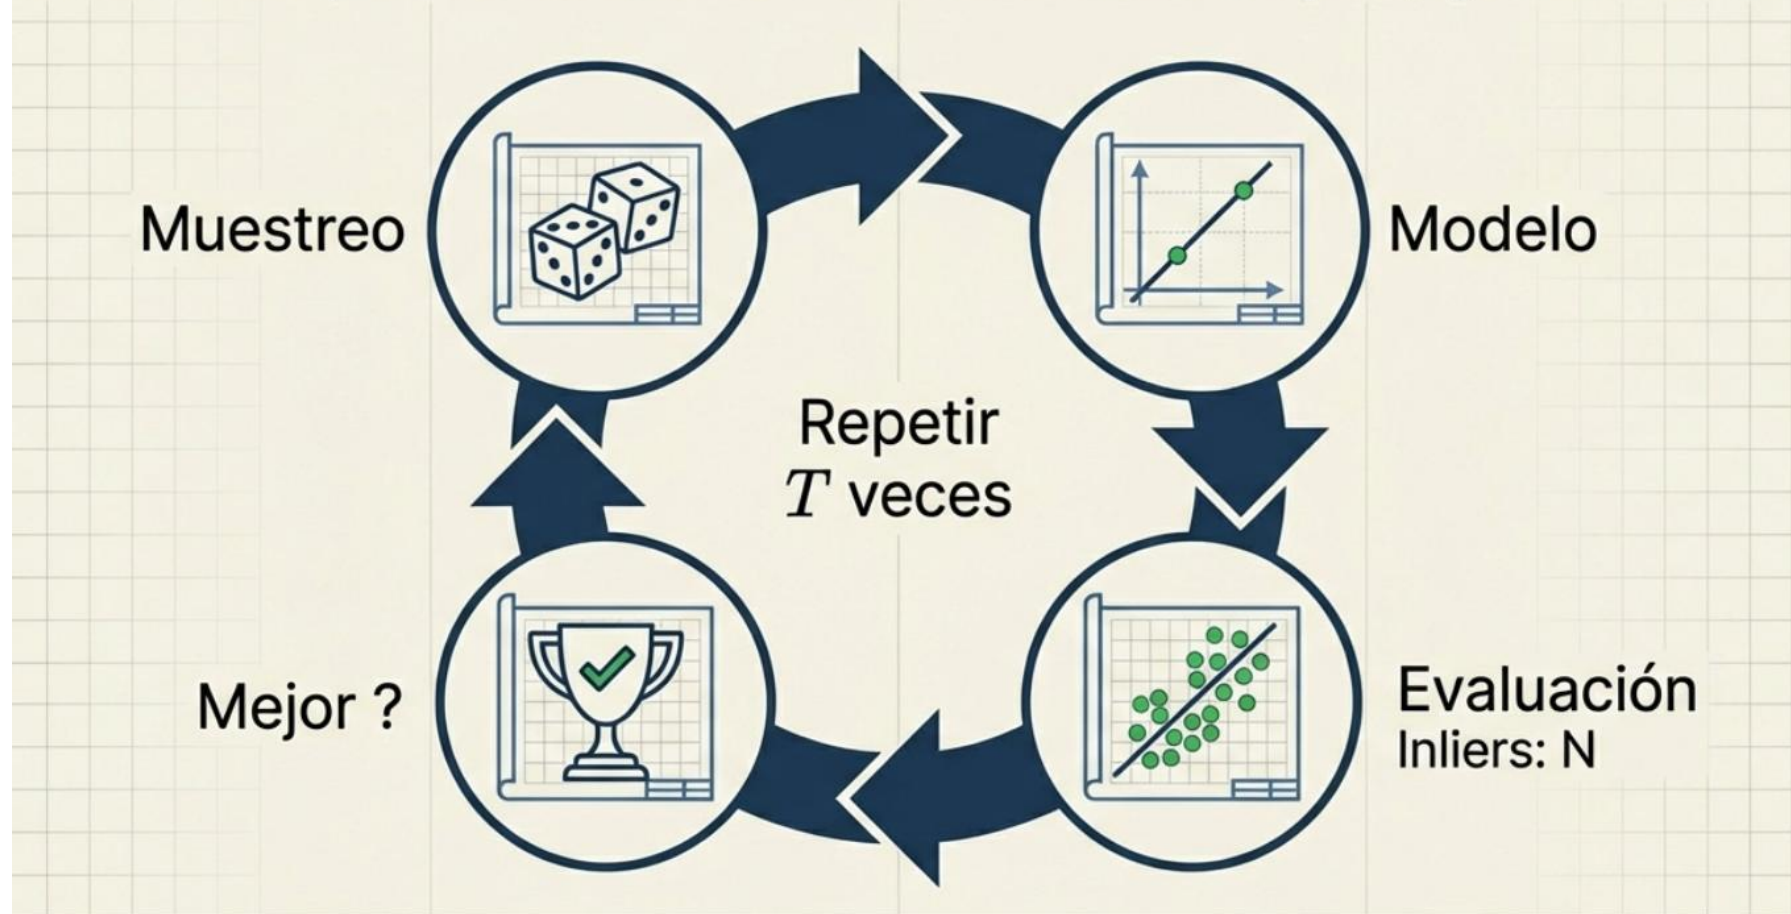 Muestreo
Modelo
Repetir
T veces
Mejor ?
Evaluación
Inliers: N